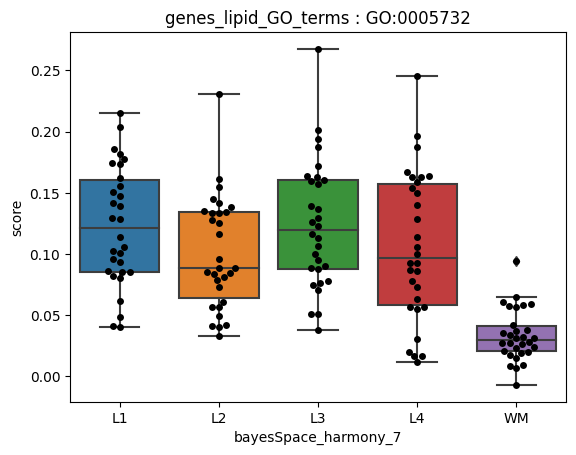 genes_lipid_GO_terms : GO:0005732
0.25
0.20
0.15
0.10
0.05
0.00
score
L1 L2 L3 L4 WM
bayesSpace_harmony_7